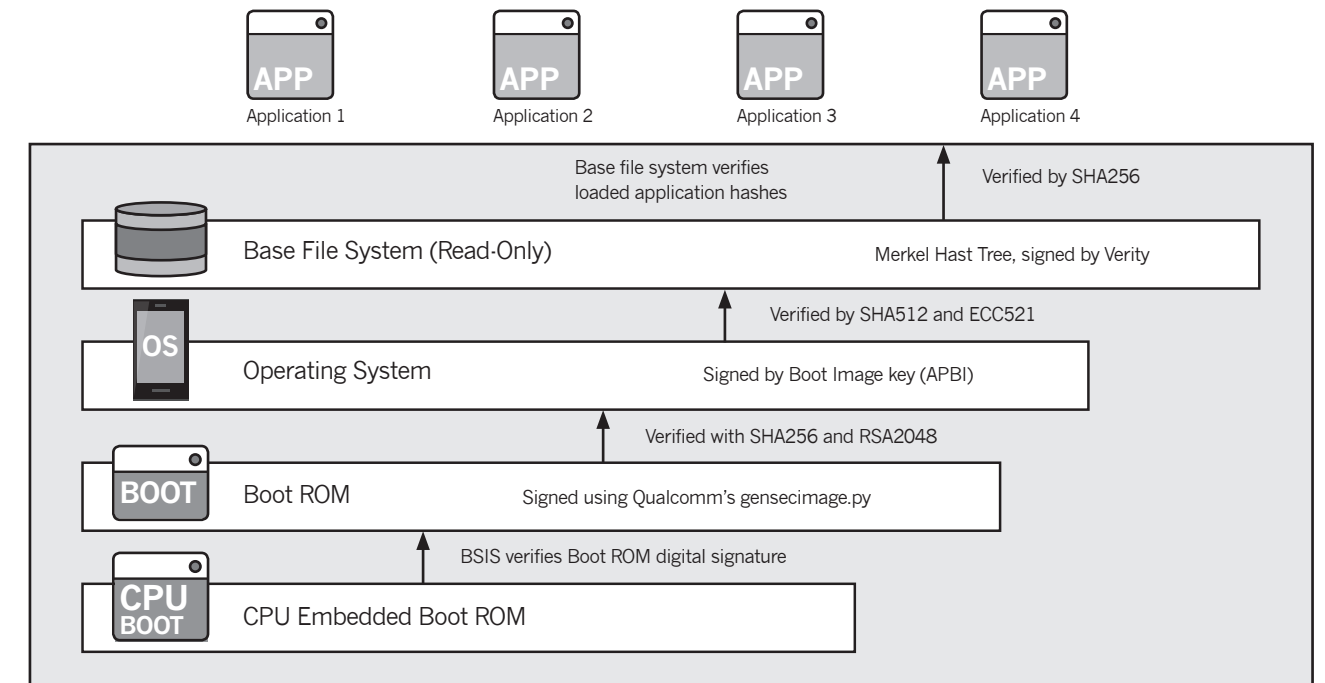 APP
APP
APP
APP
Application 1
Application 2
Application 3
Application 4
Base file system verifies
loaded application hashes
Verified by SHA256
Base File System (Read-Only)
Merkel Hast Tree, signed by Verity
Verified by SHA512 and ECC521
OS
Operating System
Signed by Boot Image key (APBI)
Verified with SHA256 and RSA2048
BOOT
Boot ROM
Signed using Qualcomm’s gensecimage.py
BSIS verifies Boot ROM digital signature
CPU
BOOT
CPU Embedded Boot ROM